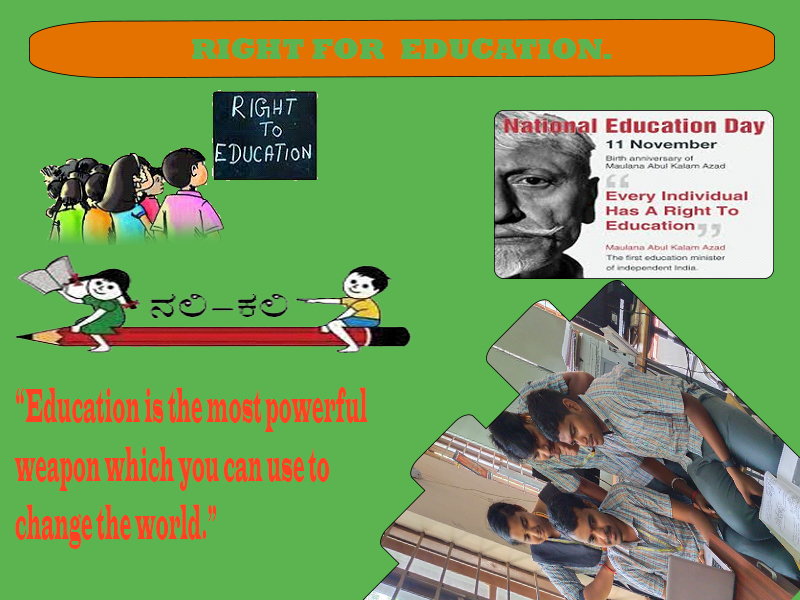 RIGHT FOR EDUCATION.
RIGHT
TO
EDUCATION
National Education Day
11 November
Birth anniversary of
Maulana Abul Kalam Azad
“
Every Individual
Has A Right To
Education ”
Maulana Abul Kalam Azad
The first education minister
of independent India.
ನಲಿ-ಕಲಿ
“Education is the most powerful
weapon which you can use to
change the world.”